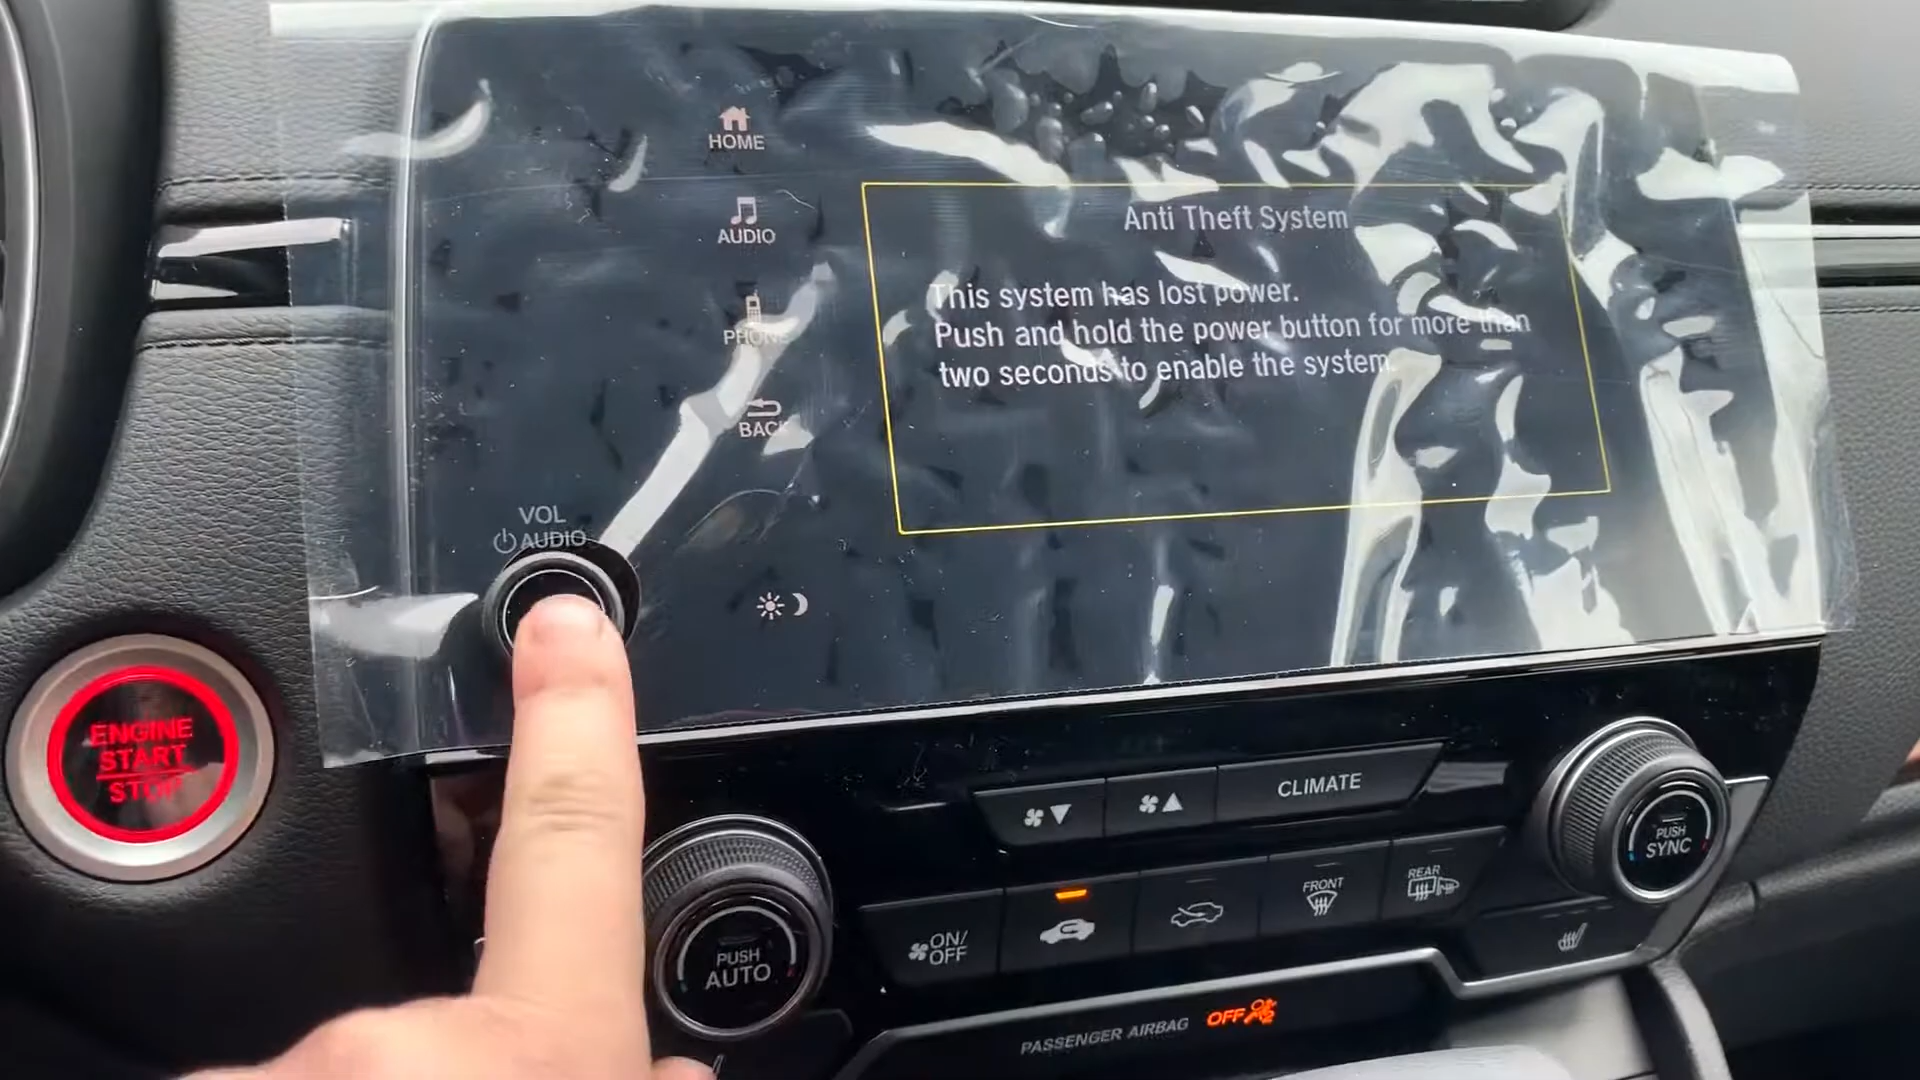 HOME
AUDIO
PHONE
BACK
Anti Theft System
This system has lost power.
Push and hold the power button for more than
two seconds to enable the system.
VOL
AUDIO
ENGINE
START
STOP
CLIMATE
PUSH
SYNC
PUSH
AUTO
ON/
OFF
FRONT
REAR
PASSENGER AIRBAG OFF